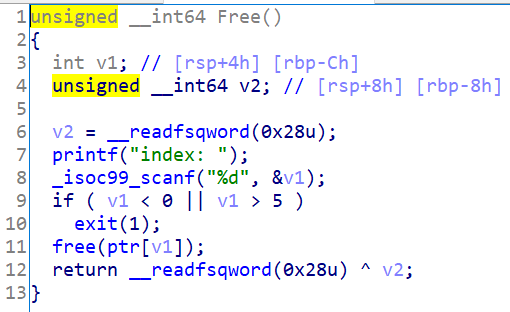 1 unsigned __int64 Free()
2 {
3   int v1; // [rsp+4h] [rbp-Ch]
4   unsigned __int64 v2; // [rsp+8h] [rbp-8h]
5
6   v2 = __readfsqword(0x28u);
7   printf("index: ");
8   _isoc99_scanf("%d", &v1);
9   if ( v1 < 0 || v1 > 5 )
10     exit(1);
11   free(ptr[v1]);
12   return __readfsqword(0x28u) ^ v2;
13 }